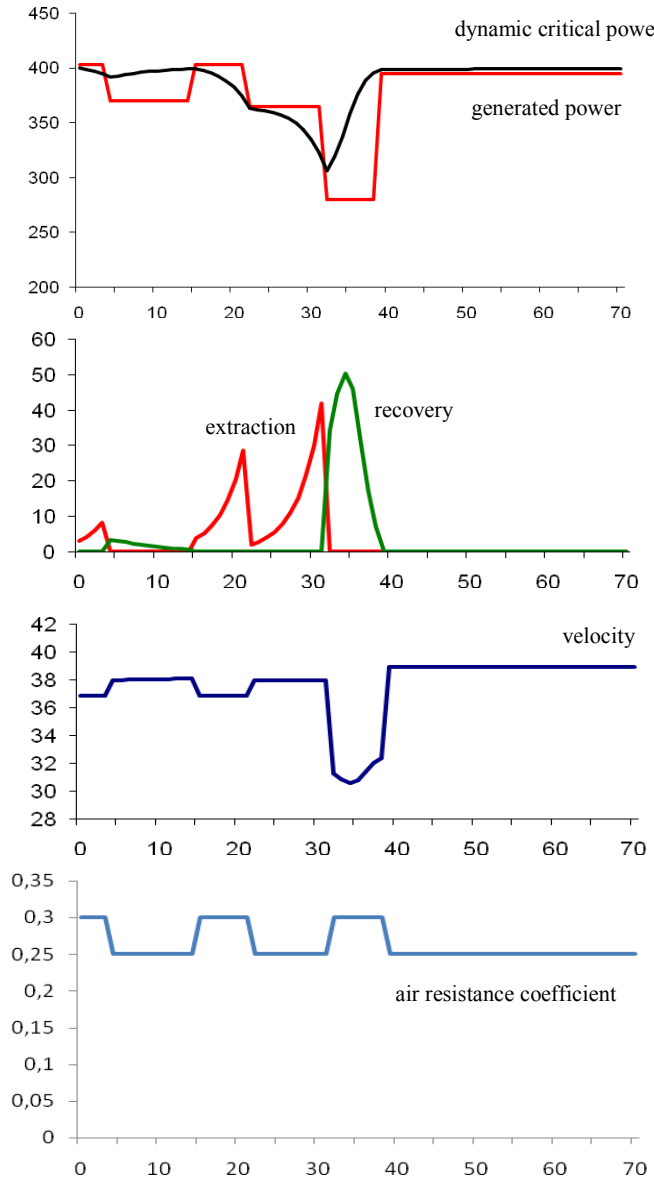 450
dynamic critical powe
400
generated power
350
300
250
200
0 10 20 30 40 50 60 70
60
50
recovery
40
extraction
30
20
10
0
0 10 20 30 40 50 60 70
42
velocity
40
38
36
34
32
30
28
0 10 20 30 40 50 60 70
0,35
0,3
0,25
0,2
air resistance coefficient
0,15
0,1
0,05
0
0 10 20 30 40 50 60 70